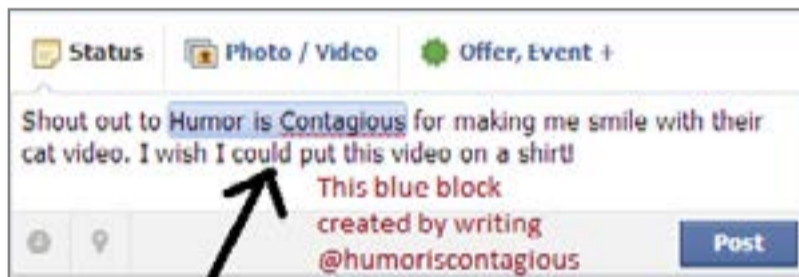 Status Photo / Video Offer, Event +
Shout out to Humor is Contagious for making me smile with their
cat video. I wish I could put this video on a shirt!
This blue block
created by writing
@humoriscontagious
Post